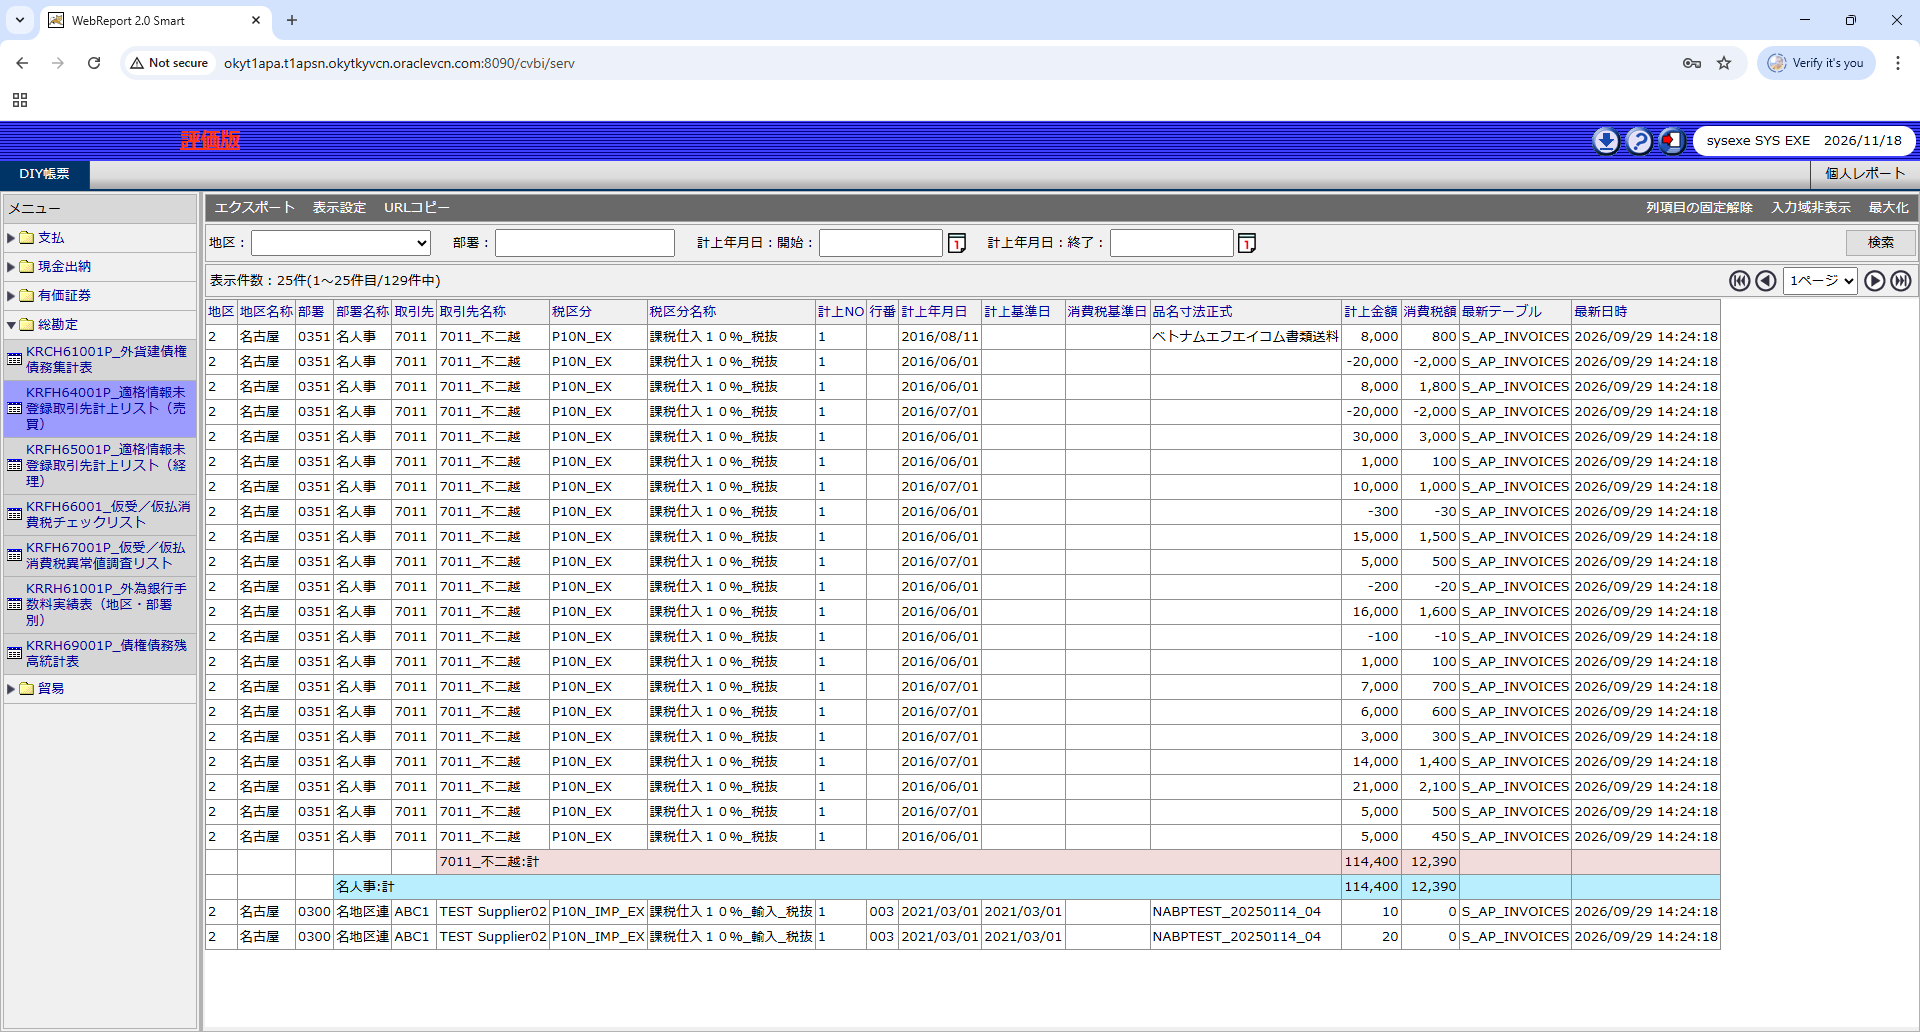 WebReport 2.0 Smart
Not secure
okyt1apa.t1apsn.okytkyvcn.oraclevcn.com:8090/cvbi/serv
Verify it's you
評価版
sysexe SYS EXE 2026/11/18
DIY帳票
個人レポート
メニュー
支払
現金出納
有価証券
総勘定
KRCH61001P_外貨建債権
債務集計表
KRFH64001P_適格情報未
登録取引先計上リスト（売
買）
KRFH65001P_適格情報未
登録取引先計上リスト（経
理）
KRFH66001_仮受／仮払消
費税チェックリスト
KRFH67001P_仮受／仮払
消費税異常値調査リスト
KRRH61001P_外為銀行手
数料実績表（地区・部署
別）
KRRH69001P_債権債務残
高統計表
貿易
エクスポート 表示設定 URLコピー 列項目の固定解除 入力域非表示 最大化
地区： 部署： 計上年月日：開始： 1 計上年月日：終了： 1 検索
表示件数：25件(1～25件目/129件中) 1ページ
地区 地区名称 部署 部署名称 取引先 取引先名称 税区分 税区分名称 計上NO 行番 計上年月日 計上基準日 消費税基準日 品名寸法正式 計上金額 消費税額 最新テーブル 最新日時
2 名古屋 0351 名人事 7011 7011_不二越 P10N_EX 課税仕入１０％_税抜 1 2016/08/11 ベトナムエフエイコム書類送料 8,000 800 S_AP_INVOICES 2026/09/29 14:24:18
2 名古屋 0351 名人事 7011 7011_不二越 P10N_EX 課税仕入１０％_税抜 1 2016/06/01 -20,000 -2,000 S_AP_INVOICES 2026/09/29 14:24:18
2 名古屋 0351 名人事 7011 7011_不二越 P10N_EX 課税仕入１０％_税抜 1 2016/06/01 8,000 1,800 S_AP_INVOICES 2026/09/29 14:24:18
2 名古屋 0351 名人事 7011 7011_不二越 P10N_EX 課税仕入１０％_税抜 1 2016/07/01 -20,000 -2,000 S_AP_INVOICES 2026/09/29 14:24:18
2 名古屋 0351 名人事 7011 7011_不二越 P10N_EX 課税仕入１０％_税抜 1 2016/06/01 30,000 3,000 S_AP_INVOICES 2026/09/29 14:24:18
2 名古屋 0351 名人事 7011 7011_不二越 P10N_EX 課税仕入１０％_税抜 1 2016/06/01 1,000 100 S_AP_INVOICES 2026/09/29 14:24:18
2 名古屋 0351 名人事 7011 7011_不二越 P10N_EX 課税仕入１０％_税抜 1 2016/07/01 10,000 1,000 S_AP_INVOICES 2026/09/29 14:24:18
2 名古屋 0351 名人事 7011 7011_不二越 P10N_EX 課税仕入１０％_税抜 1 2016/06/01 -300 -30 S_AP_INVOICES 2026/09/29 14:24:18
2 名古屋 0351 名人事 7011 7011_不二越 P10N_EX 課税仕入１０％_税抜 1 2016/06/01 15,000 1,500 S_AP_INVOICES 2026/09/29 14:24:18
2 名古屋 0351 名人事 7011 7011_不二越 P10N_EX 課税仕入１０％_税抜 1 2016/07/01 5,000 500 S_AP_INVOICES 2026/09/29 14:24:18
2 名古屋 0351 名人事 7011 7011_不二越 P10N_EX 課税仕入１０％_税抜 1 2016/06/01 -200 -20 S_AP_INVOICES 2026/09/29 14:24:18
2 名古屋 0351 名人事 7011 7011_不二越 P10N_EX 課税仕入１０％_税抜 1 2016/06/01 16,000 1,600 S_AP_INVOICES 2026/09/29 14:24:18
2 名古屋 0351 名人事 7011 7011_不二越 P10N_EX 課税仕入１０％_税抜 1 2016/06/01 -100 -10 S_AP_INVOICES 2026/09/29 14:24:18
2 名古屋 0351 名人事 7011 7011_不二越 P10N_EX 課税仕入１０％_税抜 1 2016/06/01 1,000 100 S_AP_INVOICES 2026/09/29 14:24:18
2 名古屋 0351 名人事 7011 7011_不二越 P10N_EX 課税仕入１０％_税抜 1 2016/07/01 7,000 700 S_AP_INVOICES 2026/09/29 14:24:18
2 名古屋 0351 名人事 7011 7011_不二越 P10N_EX 課税仕入１０％_税抜 1 2016/07/01 6,000 600 S_AP_INVOICES 2026/09/29 14:24:18
2 名古屋 0351 名人事 7011 7011_不二越 P10N_EX 課税仕入１０％_税抜 1 2016/07/01 3,000 300 S_AP_INVOICES 2026/09/29 14:24:18
2 名古屋 0351 名人事 7011 7011_不二越 P10N_EX 課税仕入１０％_税抜 1 2016/07/01 14,000 1,400 S_AP_INVOICES 2026/09/29 14:24:18
2 名古屋 0351 名人事 7011 7011_不二越 P10N_EX 課税仕入１０％_税抜 1 2016/06/01 21,000 2,100 S_AP_INVOICES 2026/09/29 14:24:18
2 名古屋 0351 名人事 7011 7011_不二越 P10N_EX 課税仕入１０％_税抜 1 2016/07/01 5,000 500 S_AP_INVOICES 2026/09/29 14:24:18
2 名古屋 0351 名人事 7011 7011_不二越 P10N_EX 課税仕入１０％_税抜 1 2016/06/01 5,000 450 S_AP_INVOICES 2026/09/29 14:24:18
7011_不二越:計 114,400 12,390
名人事:計 114,400 12,390
2 名古屋 0300 名地区連 ABC1 TEST Supplier02 P10N_IMP_EX 課税仕入１０％_輸入_税抜 1 003 2021/03/01 2021/03/01 NABPTEST_20250114_04 10 0 S_AP_INVOICES 2026/09/29 14:24:18
2 名古屋 0300 名地区連 ABC1 TEST Supplier02 P10N_IMP_EX 課税仕入１０％_輸入_税抜 1 003 2021/03/01 2021/03/01 NABPTEST_20250114_04 20 0 S_AP_INVOICES 2026/09/29 14:24:18